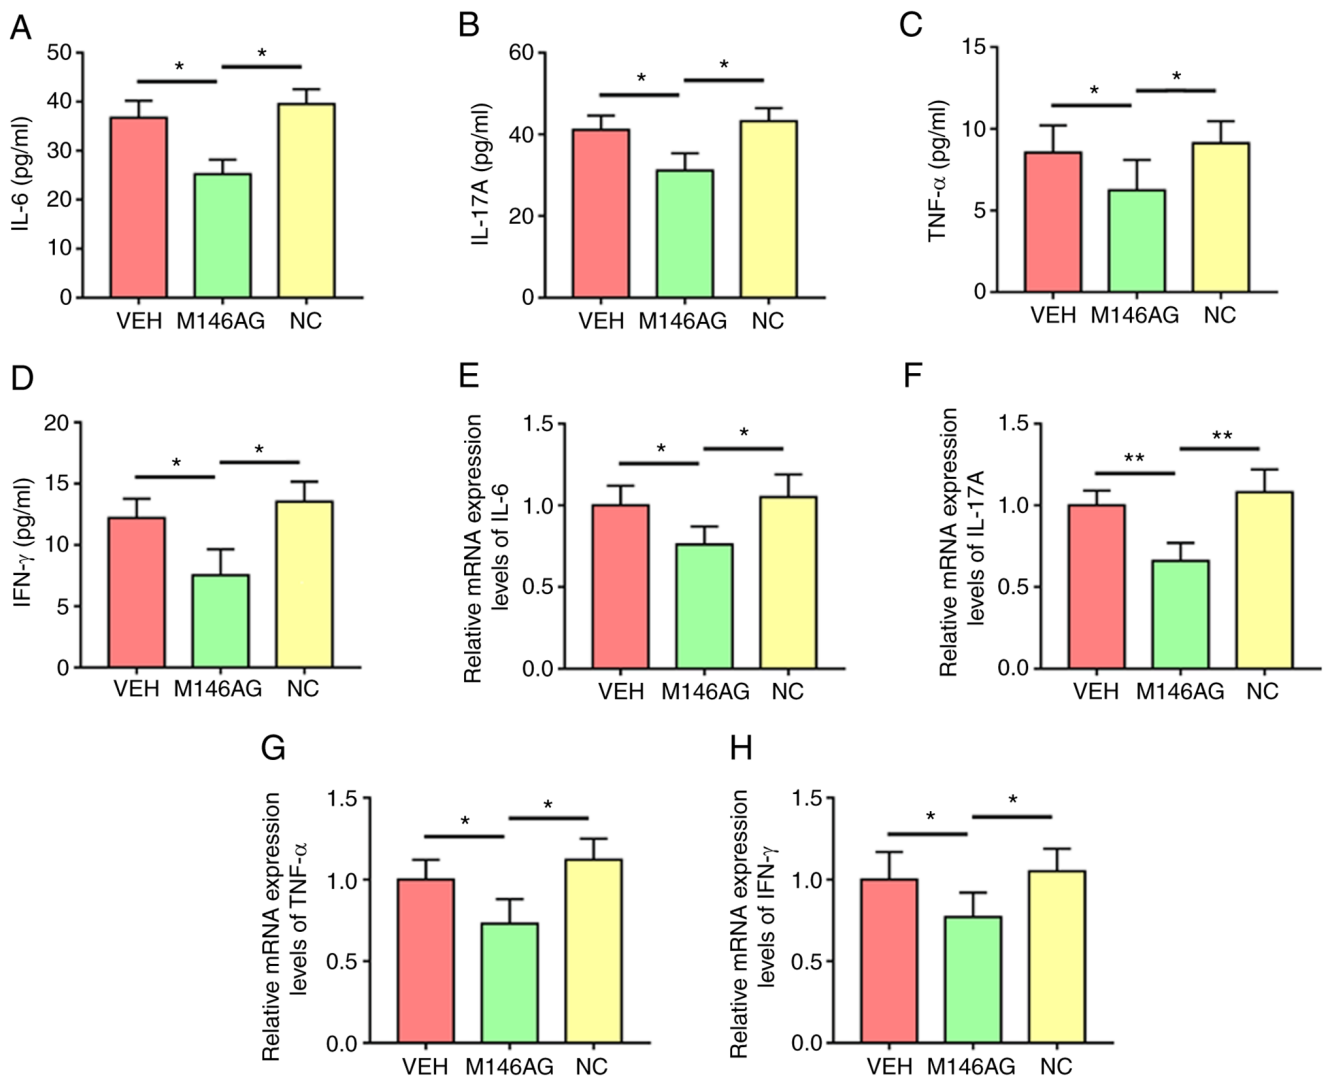 A
IL-6 (pg/ml)
50
40
30
20
10
0
*
*
VEH M146AG NC
B
IL-17A (pg/ml)
60
40
20
0
*
*
VEH M146AG NC
C
TNF-α (pg/ml)
15
10
5
0
*
*
VEH M146AG NC
D
IFN-γ (pg/ml)
20
15
10
5
0
*
*
VEH M146AG NC
E
Relative mRNA expression
levels of IL-6
1.5
1.0
0.5
0.0
*
*
VEH M146AG NC
F
Relative mRNA expression
levels of IL-17A
1.5
1.0
0.5
0.0
**
**
VEH M146AG NC
G
Relative mRNA expression
levels of TNF-α
1.5
1.0
0.5
0.0
*
*
VEH M146AG NC
H
Relative mRNA expression
levels of IFN-γ
1.5
1.0
0.5
0.0
*
*
VEH M146AG NC